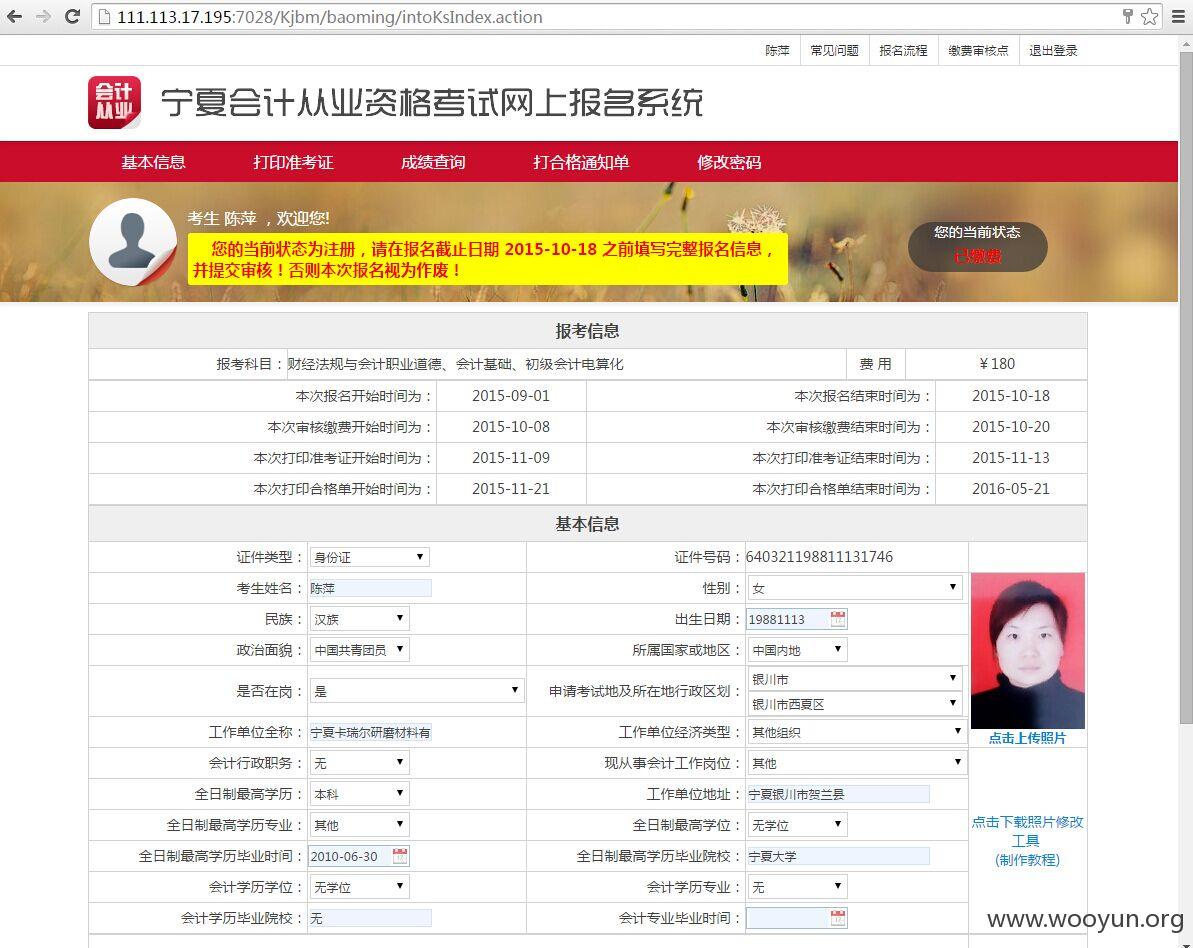 111.113.17.195:7028/Kjbm/baoming/intoKsIndex.action
陈萍 常见问题 报名流程 缴费审核点 退出登录
会计从业 宁夏会计从业资格考试网上报名系统
基本信息 打印准考证 成绩查询 打合格通知单 修改密码
考生 陈萍 ，欢迎您!
您的当前状态为注册，请在报名截止日期 2015-10-18 之前填写完整报名信息，
并提交审核！否则本次报名视为作废！
您的当前状态
已缴费
报考信息
报考科目： 财经法规与会计职业道德、会计基础、初级会计电算化 费 用 ￥180
本次报名开始时间为： 2015-09-01 本次报名结束时间为： 2015-10-18
本次审核缴费开始时间为： 2015-10-08 本次审核缴费结束时间为： 2015-10-20
本次打印准考证开始时间为： 2015-11-09 本次打印准考证结束时间为： 2015-11-13
本次打印合格单开始时间为： 2015-11-21 本次打印合格单结束时间为： 2016-05-21
基本信息
证件类型： 身份证 证件号码： 640321198811131746
考生姓名： 陈萍 性别： 女
民族： 汉族 出生日期： 19881113
政治面貌： 中国共青团员 所属国家或地区： 中国内地
是否在岗： 是 申请考试地及所在地行政区划： 银川市
银川市西夏区
工作单位全称： 宁夏卡瑞尔研磨材料有 工作单位经济类型： 其他组织
点击上传照片
会计行政职务： 无 现从事会计工作岗位： 其他
全日制最高学历： 本科 工作单位地址： 宁夏银川市贺兰县
全日制最高学历专业： 其他 全日制最高学位： 无学位
点击下载照片修改
工具
(制作教程)
全日制最高学历毕业时间： 2010-06-30 全日制最高学历毕业院校： 宁夏大学
会计学历学位： 无学位 会计学历专业： 无
会计学历毕业院校： 无 会计专业毕业时间：
www.wooyun.org